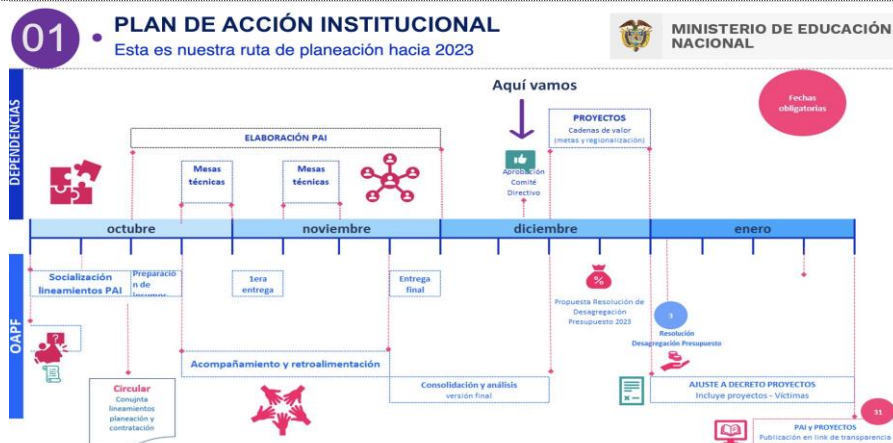 01
PLAN DE ACCIÓN INSTITUCIONAL
Esta es nuestra ruta de planeación hacia 2023
MINISTERIO DE EDUCACIÓN
NACIONAL
DEPENDENCIAS
Aquí vamos
Fechas
obligatorias
ELABORACIÓN PAI
Mesas
técnicas
Mesas
técnicas
Aprobación
Comité
Directivo
PROYECTOS
Cadenas de valor
(metas y regionalización)
octubre
noviembre
diciembre
enero
OAPF
Socialización
lineamientos PAI
Preparació
n de
insumos
1era
entrega
Entrega
final
Propuesta Resolución de
Desagregación
Presupuesto 2023
3
Resolución
Desagregación Presupuesto
Acompañamiento y retroalimentación
Circular
Conujnta
lineamientos
planeación y
contratación
Consolidación y análisis
versión final
AJUSTE A DECRETO PROYECTOS
Incluye proyectos - Víctimas
31
PAI y PROYECTOS
Publicación en link de transparencia